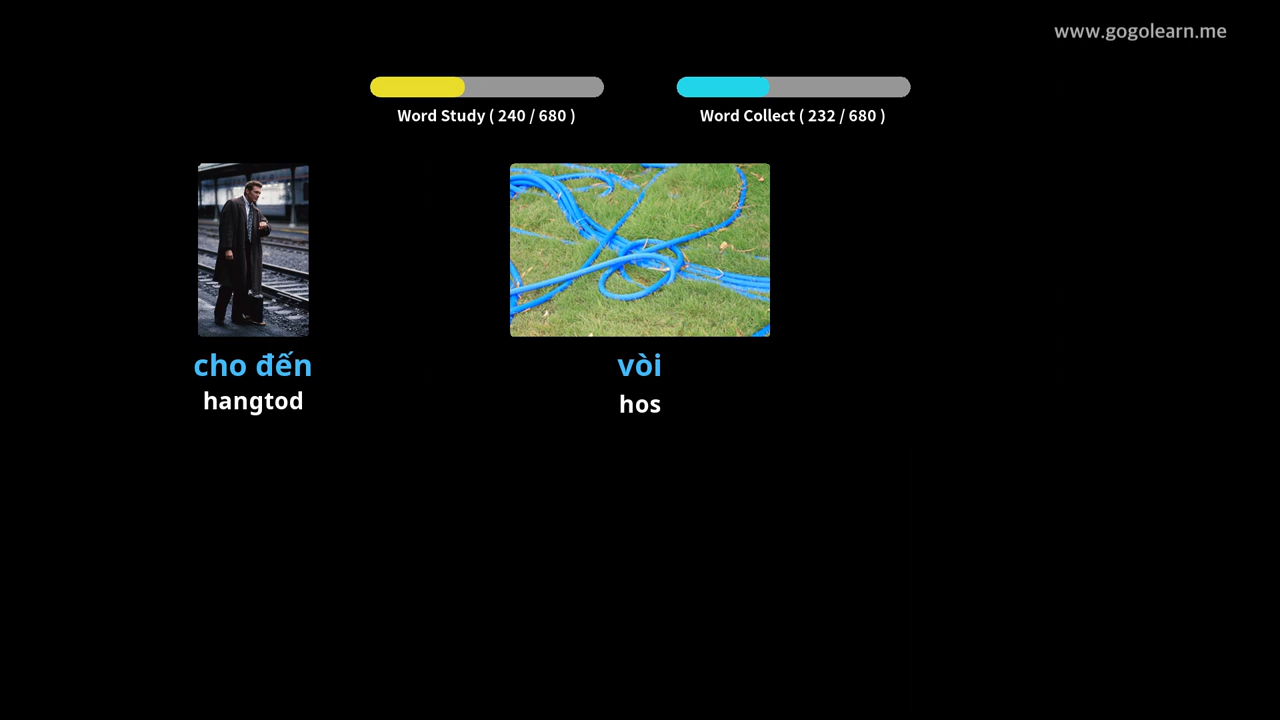 www.gogolearn.me
Word Study ( 240 / 680 )
Word Collect ( 232 / 680 )
cho đến
hangtod
vòi
hos